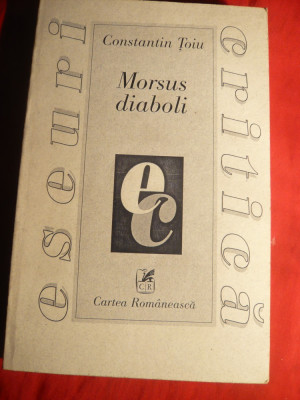 Constantin Țoiu
Morsus
diaboli
eseuri
critică
ec
CR
Cartea Românească